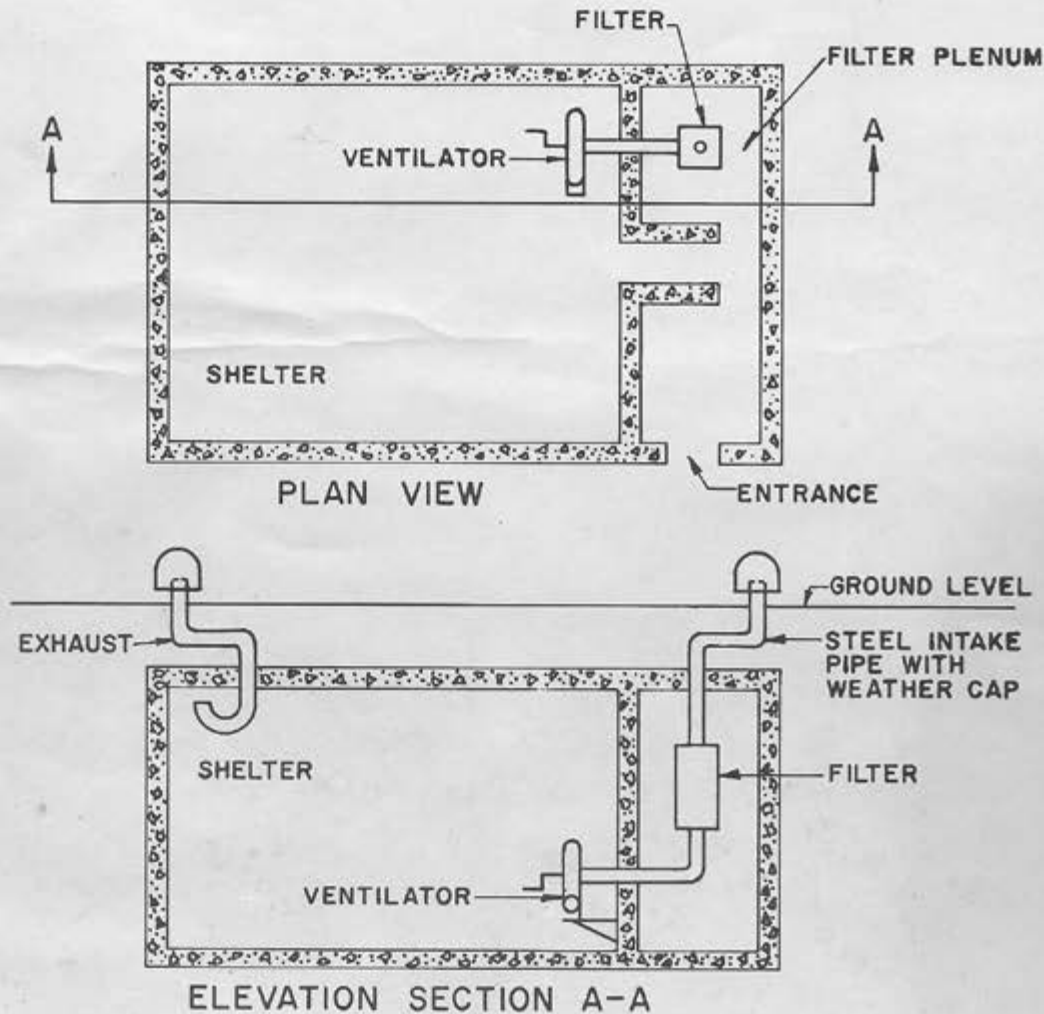 FILTER
FILTER PLENUM
A
A
VENTILATOR
SHELTER
PLAN VIEW
ENTRANCE
GROUND LEVEL
EXHAUST
STEEL INTAKE
PIPE WITH
WEATHER CAP
SHELTER
FILTER
VENTILATOR
ELEVATION SECTION A-A